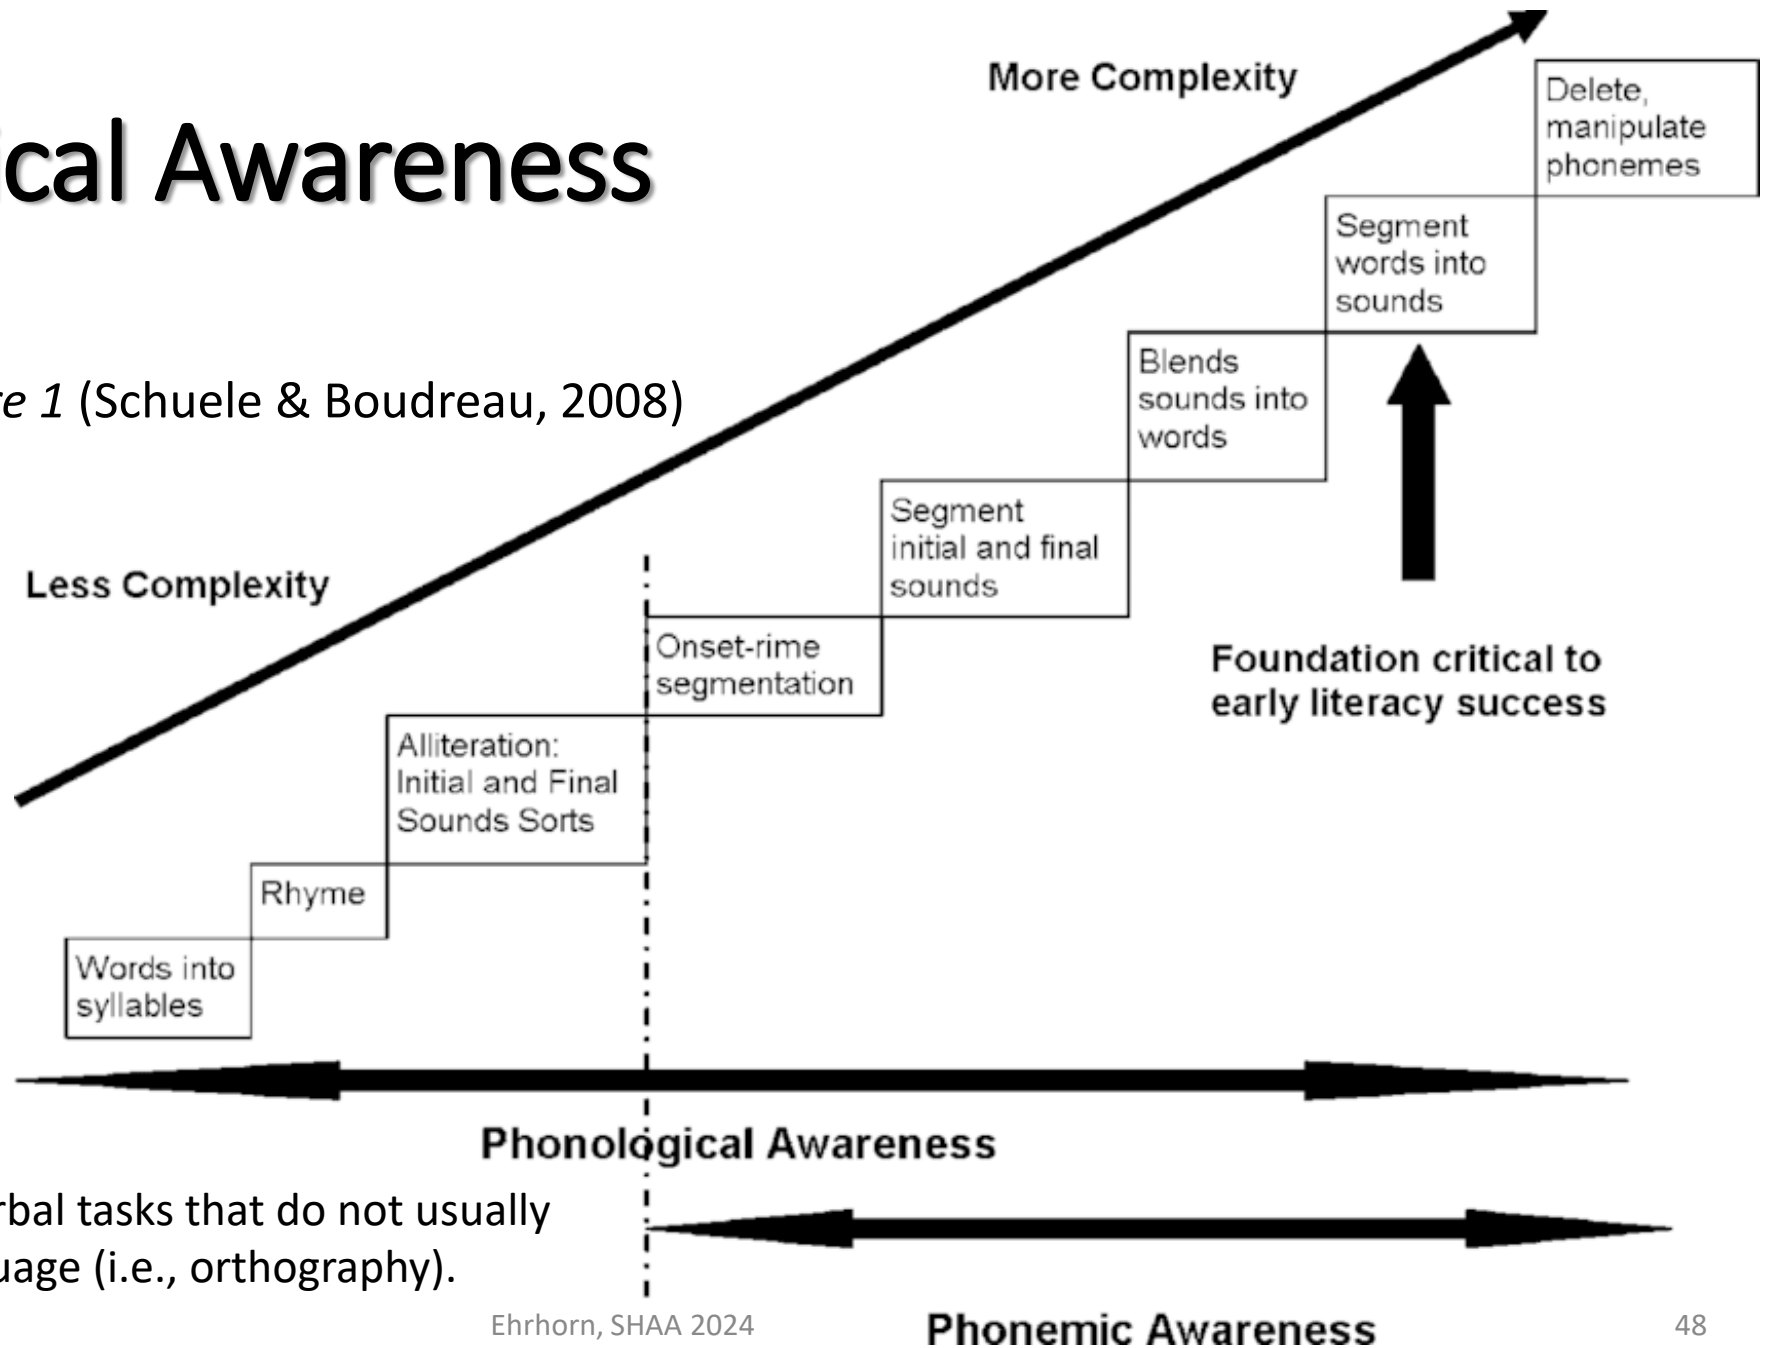 More Complexity
Delete,
manipulate
phonemes
ical Awareness
Segment
words into
sounds
re 1 (Schuele & Boudreau, 2008)
Blends
sounds into
words
Segment
initial and final
sounds
Less Complexity
Onset-rime
segmentation
Foundation critical to
early literacy success
Alliteration:
Initial and Final
Sounds Sorts
Rhyme
Words into
syllables
Phonological Awareness
rbal tasks that do not usually
uage (i.e., orthography).
Ehrhorn, SHAA 2024
Phonemic Awareness
48